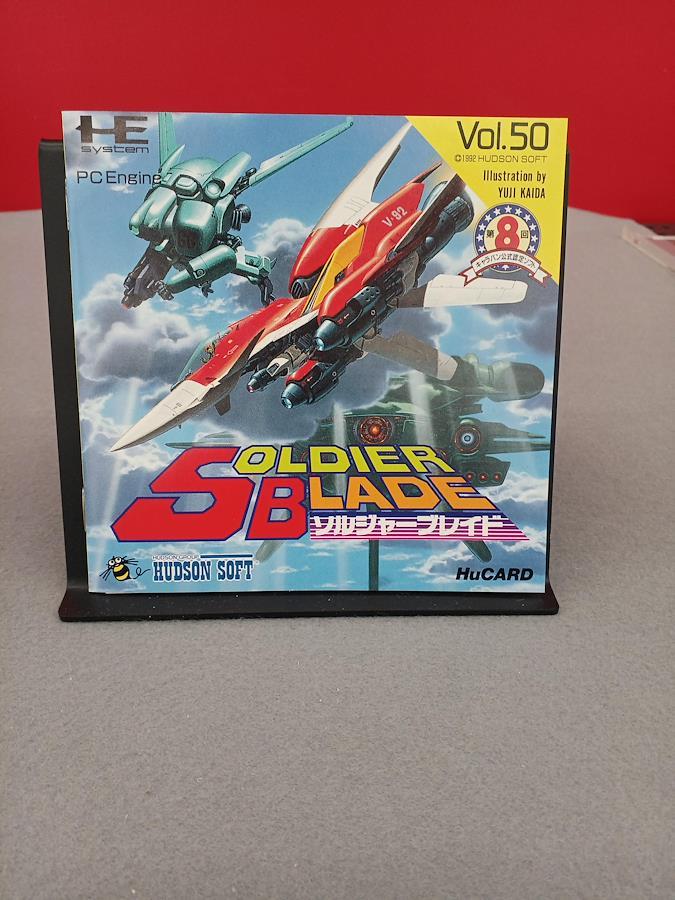 HE
system
PC Engine
Vol.50
©1992 HUDSON SOFT
Illustration by
YUJI KAIDA
第8回
キャラバン公式認定ソフト
V-92
SOLDIER
BLADE
ソルジャーブレイド
HUDSON GROUP
HUDSON SOFT
HuCARD